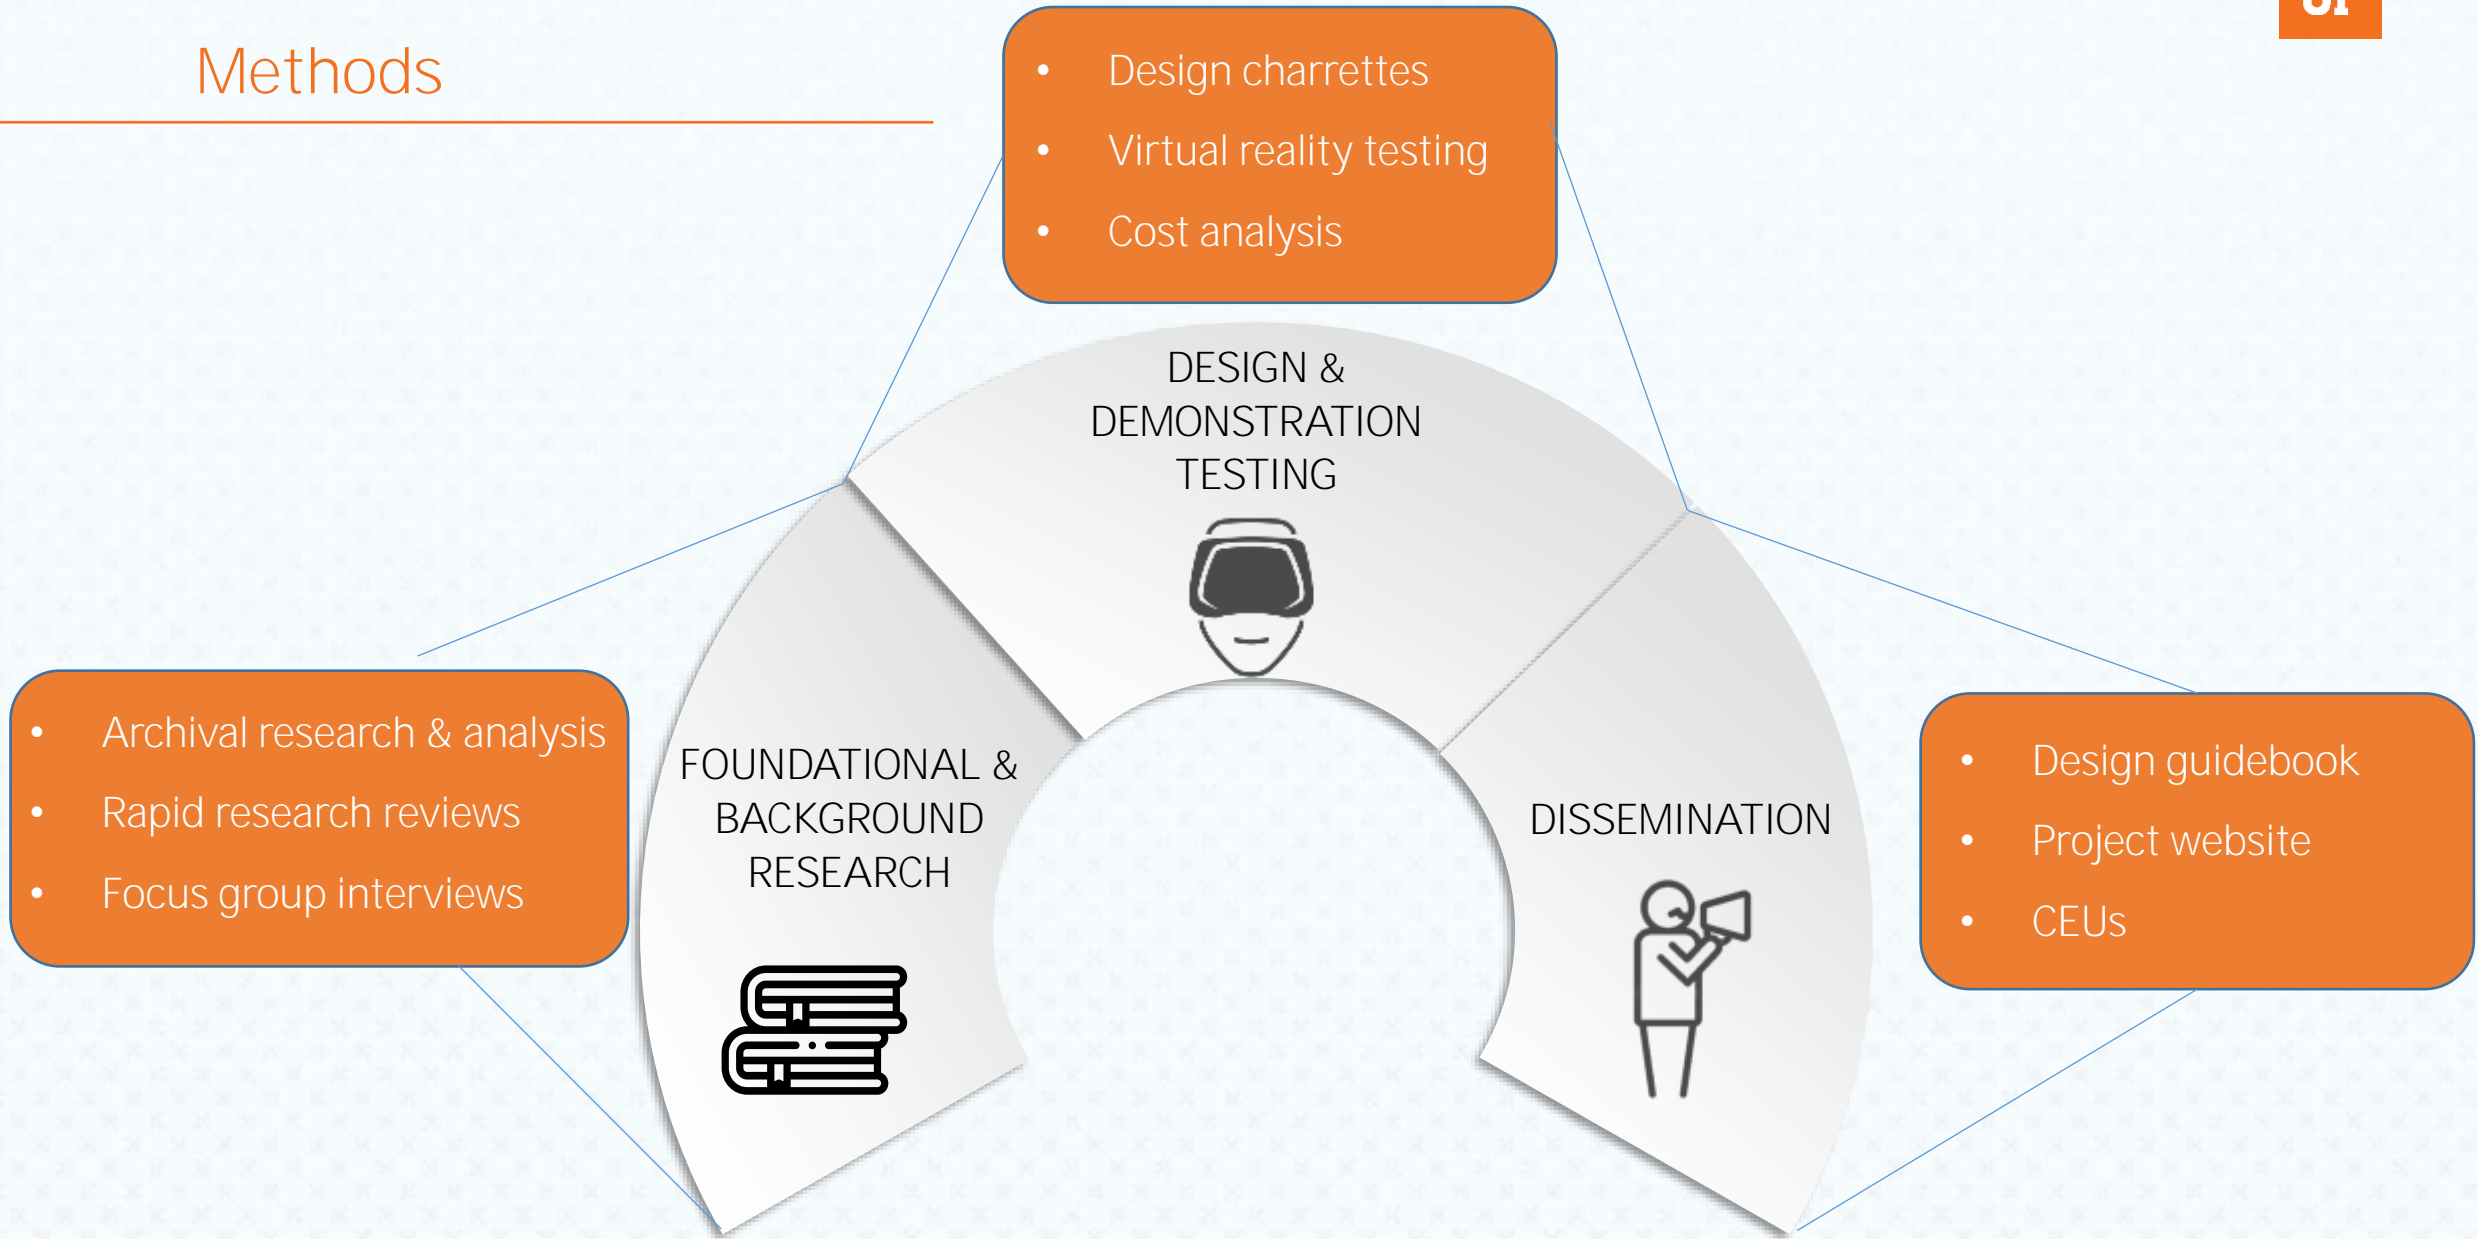 Methods
• Design charrettes
• Virtual reality testing
• Cost analysis
DESIGN &
DEMONSTRATION
TESTING
• Archival research & analysis
• Rapid research reviews
• Focus group interviews
FOUNDATIONAL &
BACKGROUND
RESEARCH
DISSEMINATION
• Design guidebook
• Project website
• CEUs